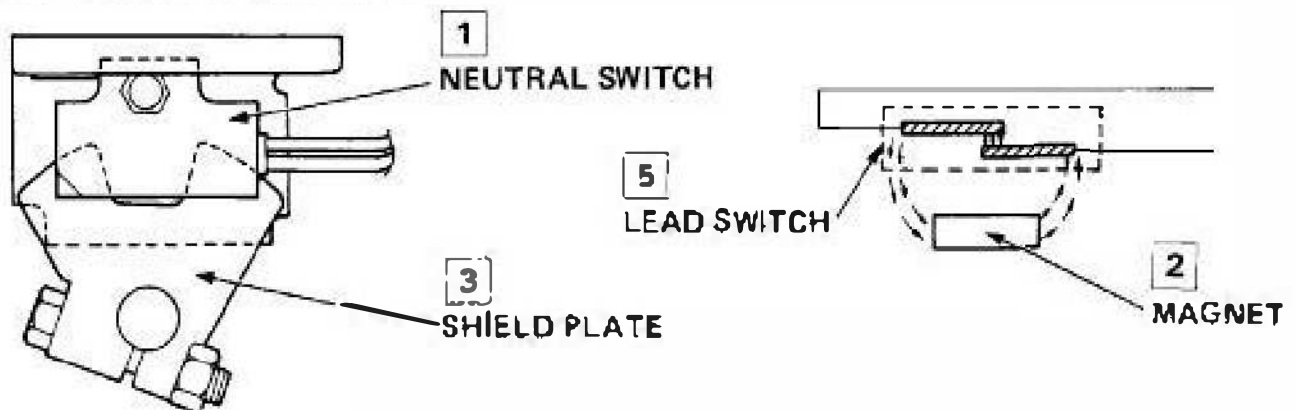 1
NEUTRAL SWITCH
5
LEAD SWITCH
3
SHIELD PLATE
2
MAGNET